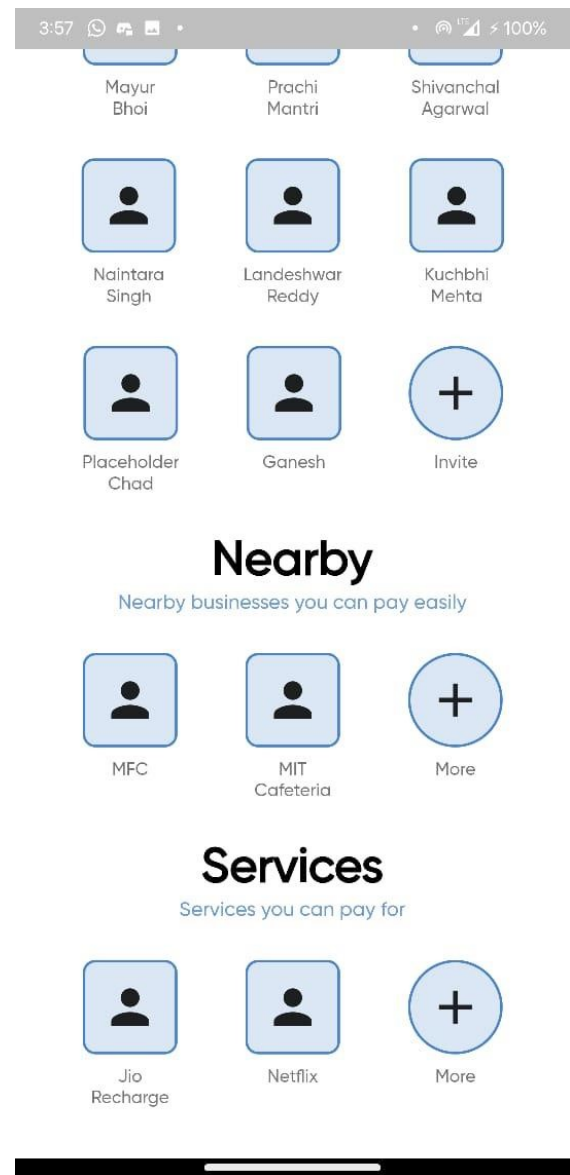 3:57 LTE 100%
Mayur Prachi Shivanchal
Bhoi Mantri Agarwal
Naintara Landeshwar Kuchbhi
Singh Reddy Mehta
Placeholder Ganesh Invite
Chad
Nearby
Nearby businesses you can pay easily
MFC MIT More
Cafeteria
Services
Services you can pay for
Jio Netflix More
Recharge